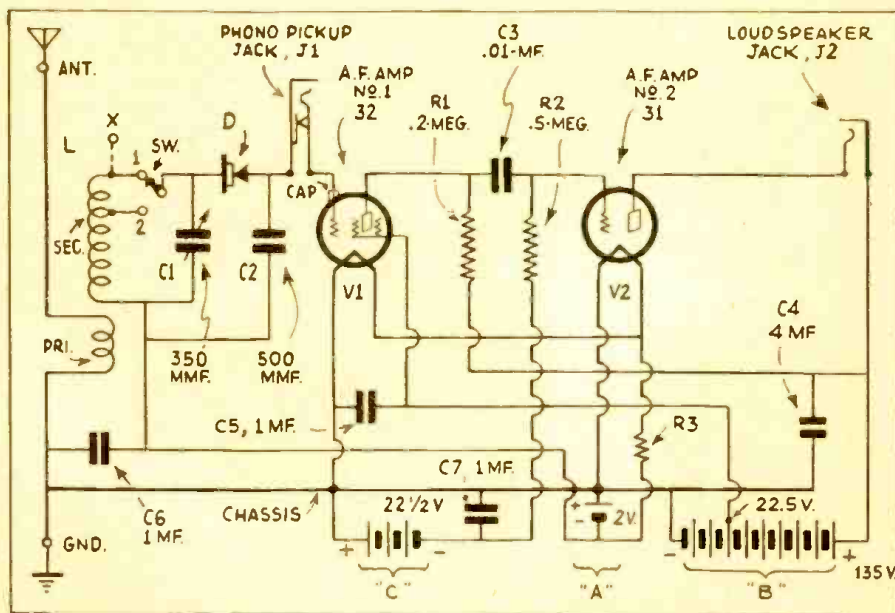 PHONO PICKUP
JACK, J1
C3
.01-MF.
LOUDSPEAKER
JACK, J2
ANT.
A.F. AMP
No. 1
32
R1
.2-MEG.
R2
.5-MEG.
A.F. AMP
No. 2
31
X
L
1
SW.
D
CAP
2
SEC.
C1
C2
V1
V2
C4
4 MF
PRI.
350
MMF.
500
MMF.
C5, 1 MF.
R3
C7, 1 MF.
C6
1 MF.
CHASSIS
22 1/2 V
+
-
2V.
22.5 V.
GND.
+
-
-
+
135 V.
"C"
"A"
"B"